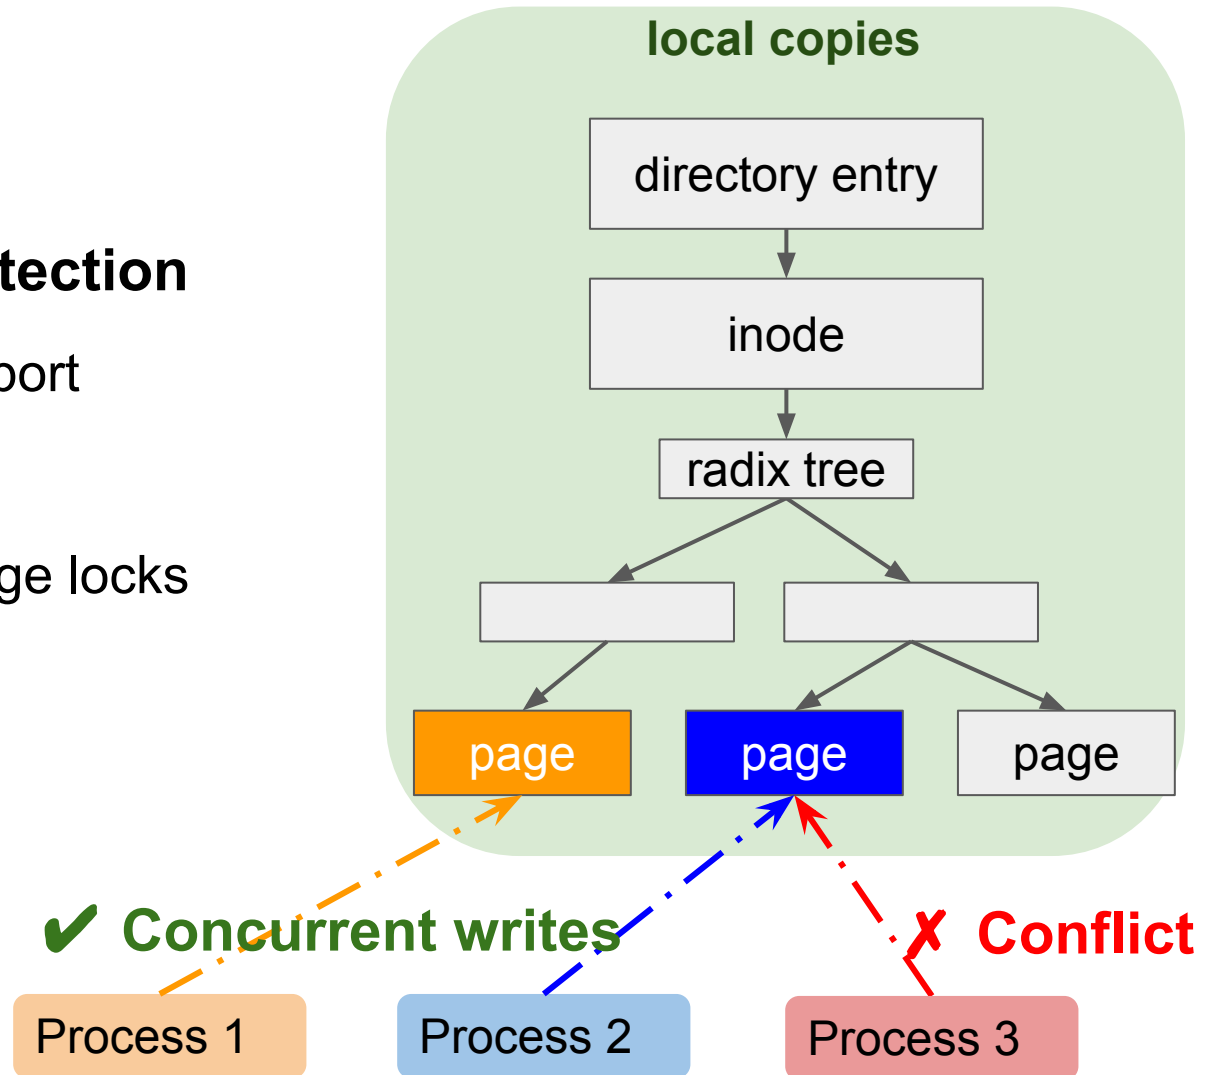 local copies
directory entry
tection
port
inode
radix tree
ge locks
page
page
page
✔ Concurrent writes
✗ Conflict
Process 1
Process 2
Process 3